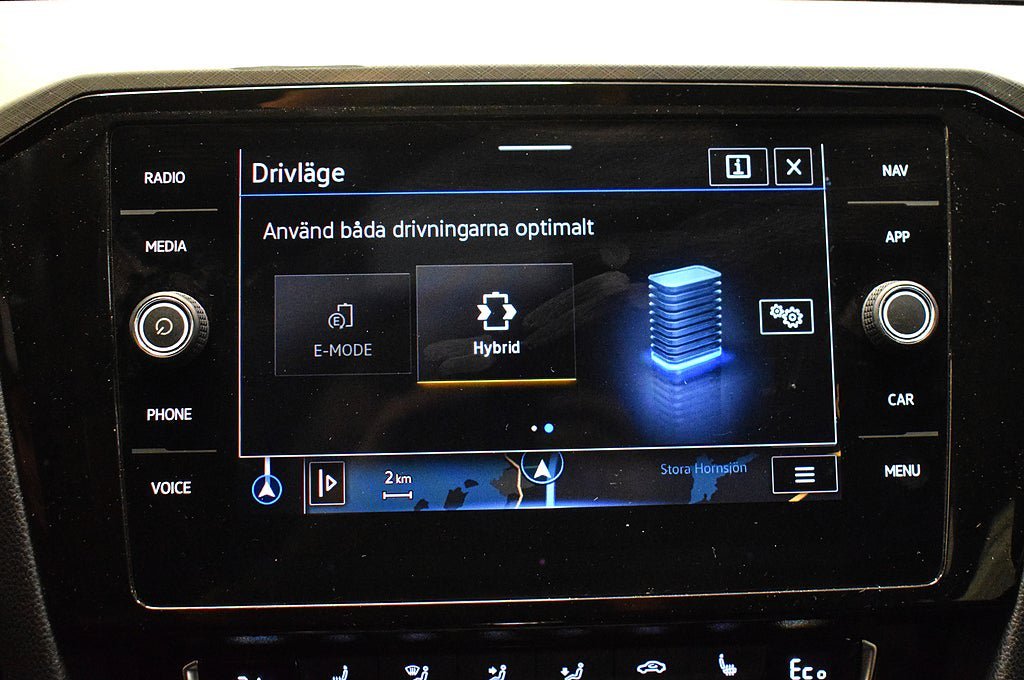 RADIO
MEDIA
PHONE
VOICE
Drivläge
i
X
Använd båda drivningarna optimalt
E
E-MODE
Hybrid
2 km
Stora Hornsjön
NAV
APP
CAR
MENU
Eco